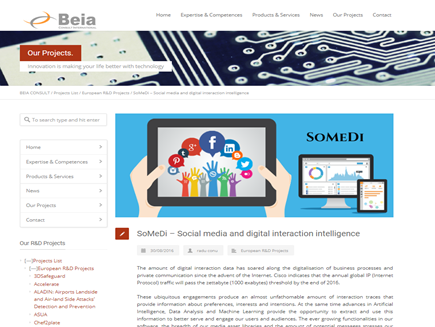 Beia
Home Expertise & Competences Products & Services News Our Projects Contact
Our Projects.
Innovation is making your life better with technology
BEIA CONSULT / Projects List / European R&D Projects / SoMeDi – Social media and digital interaction intelligence
To search type and hit enter
Home
Expertise & Competences
Products & Services
News
Our Projects
Contact
Our R&D Projects
[—]Projects List
[—]European R&D Projects
3DSafeguard
Accelerate
ALADIN: Airports Landside
and Air-land Side Attacks'
Detection and Prevention
ASUA
Chef2plate
SOMEDI
SoMeDi – Social media and digital interaction intelligence
European R&D Projects
The amount of digital interaction data has soared along the digitalisation of business processes and
private communication since the advent of the Internet. Cisco indicates that the annual global IP (Internet
Protocol) traffic will pass the zettabyte (1000 exabytes) threshold by the end of 2016.
These ubiquitous engagements produce an almost unfathomable amount of interaction traces that
provide information about preferences, interests and intentions. At the same time advances in Artificial
Intelligence, Data Analysis and Machine Learning provide the opportunity to extract and use this
information to better serve and engage our users and audiences. The ever growing functionalities in our
software, the breadth of our media asset libraries and the amount of potential messages stresses our